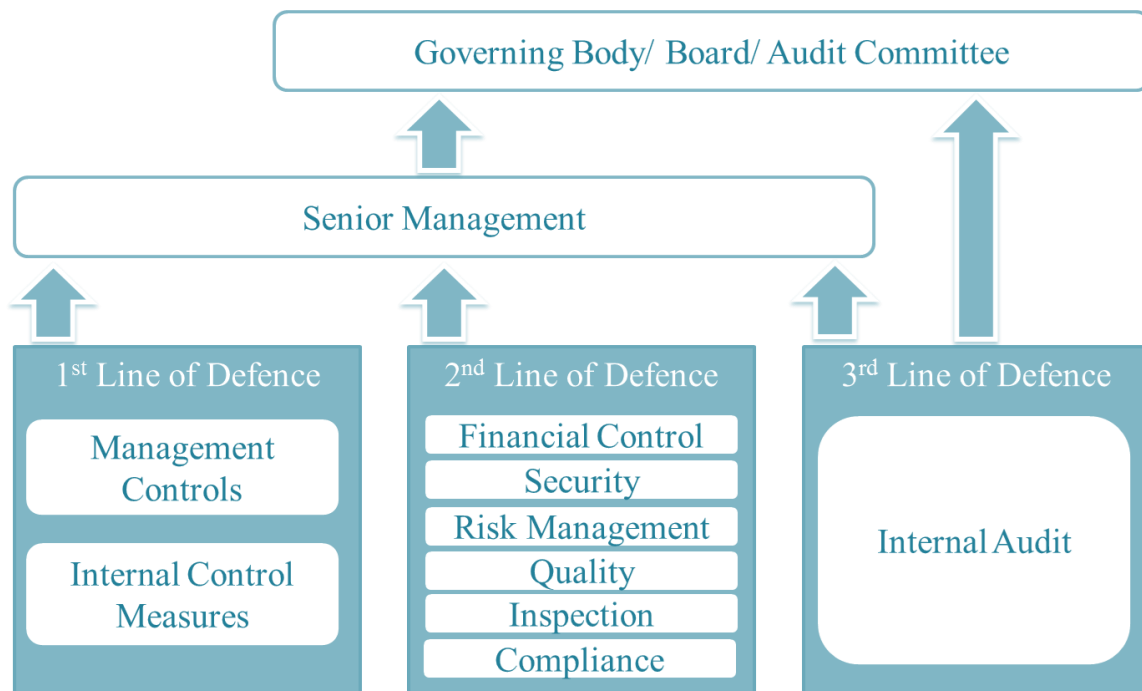 Governing Body/ Board/ Audit Committee
Senior Management
1st Line of Defence
Management
Controls
Internal Control
Measures
2nd Line of Defence
Financial Control
Security
Risk Management
Quality
Inspection
Compliance
3rd Line of Defence
Internal Audit